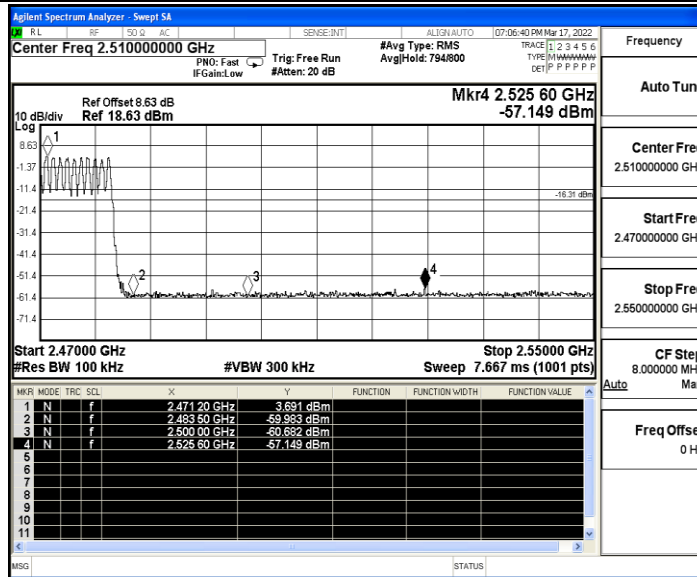 Agilent Spectrum Analyzer - Swept SA
RL RF 50 Ω AC SENSE:INT ALIGN AUTO 07:06:40 PM Mar 17, 2022
Center Freq 2.510000000 GHz
PNO: Fast
IFGain:Low
Trig: Free Run
#Atten: 20 dB
#Avg Type: RMS
Avg|Hold: 794/800
TRACE 1 2 3 4 5 6
TYPE MWWWWW
DET P P P P P P
Ref Offset 8.63 dB
10 dB/div Ref 18.63 dBm
Log
Mkr4 2.525 60 GHz
-57.149 dBm
8.63
-1.37
-11.4
-21.4
-31.4
-41.4
-51.4
-61.4
-71.4
1
2
3
4
-16.31 dBm
Start 2.47000 GHz Stop 2.55000 GHz
#Res BW 100 kHz #VBW 300 kHz Sweep 7.667 ms (1001 pts)
MKR MODE TRC SCL X Y FUNCTION FUNCTION WIDTH FUNCTION VALUE
1 N f 2.471 20 GHz 3.691 dBm
2 N f 2.483 50 GHz -59.983 dBm
3 N f 2.500 00 GHz -60.682 dBm
4 N f 2.525 60 GHz -57.149 dBm
5
6
7
8
9
10
11
MSG STATUS
Frequency
Auto Tun
Center Fre
2.510000000 GH
Start Fre
2.470000000 GH
Stop Fre
2.550000000 GH
CF Step
8.000000 MH
Auto Ma
Freq Offse
0 H